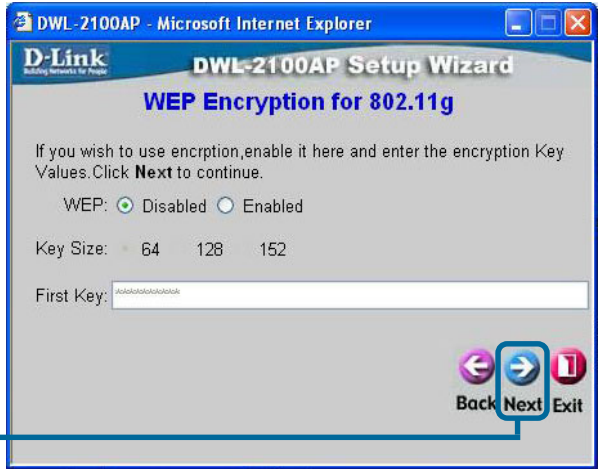 DWL-2100AP - Microsoft Internet Explorer
D-Link
Building Networks for People
DWL-2100AP Setup Wizard
WEP Encryption for 802.11g
If you wish to use encrption,enable it here and enter the encryption Key
Values.Click Next to continue.
WEP: Disabled Enabled
Key Size: 64 128 152
First Key: *************
Back Next Exit